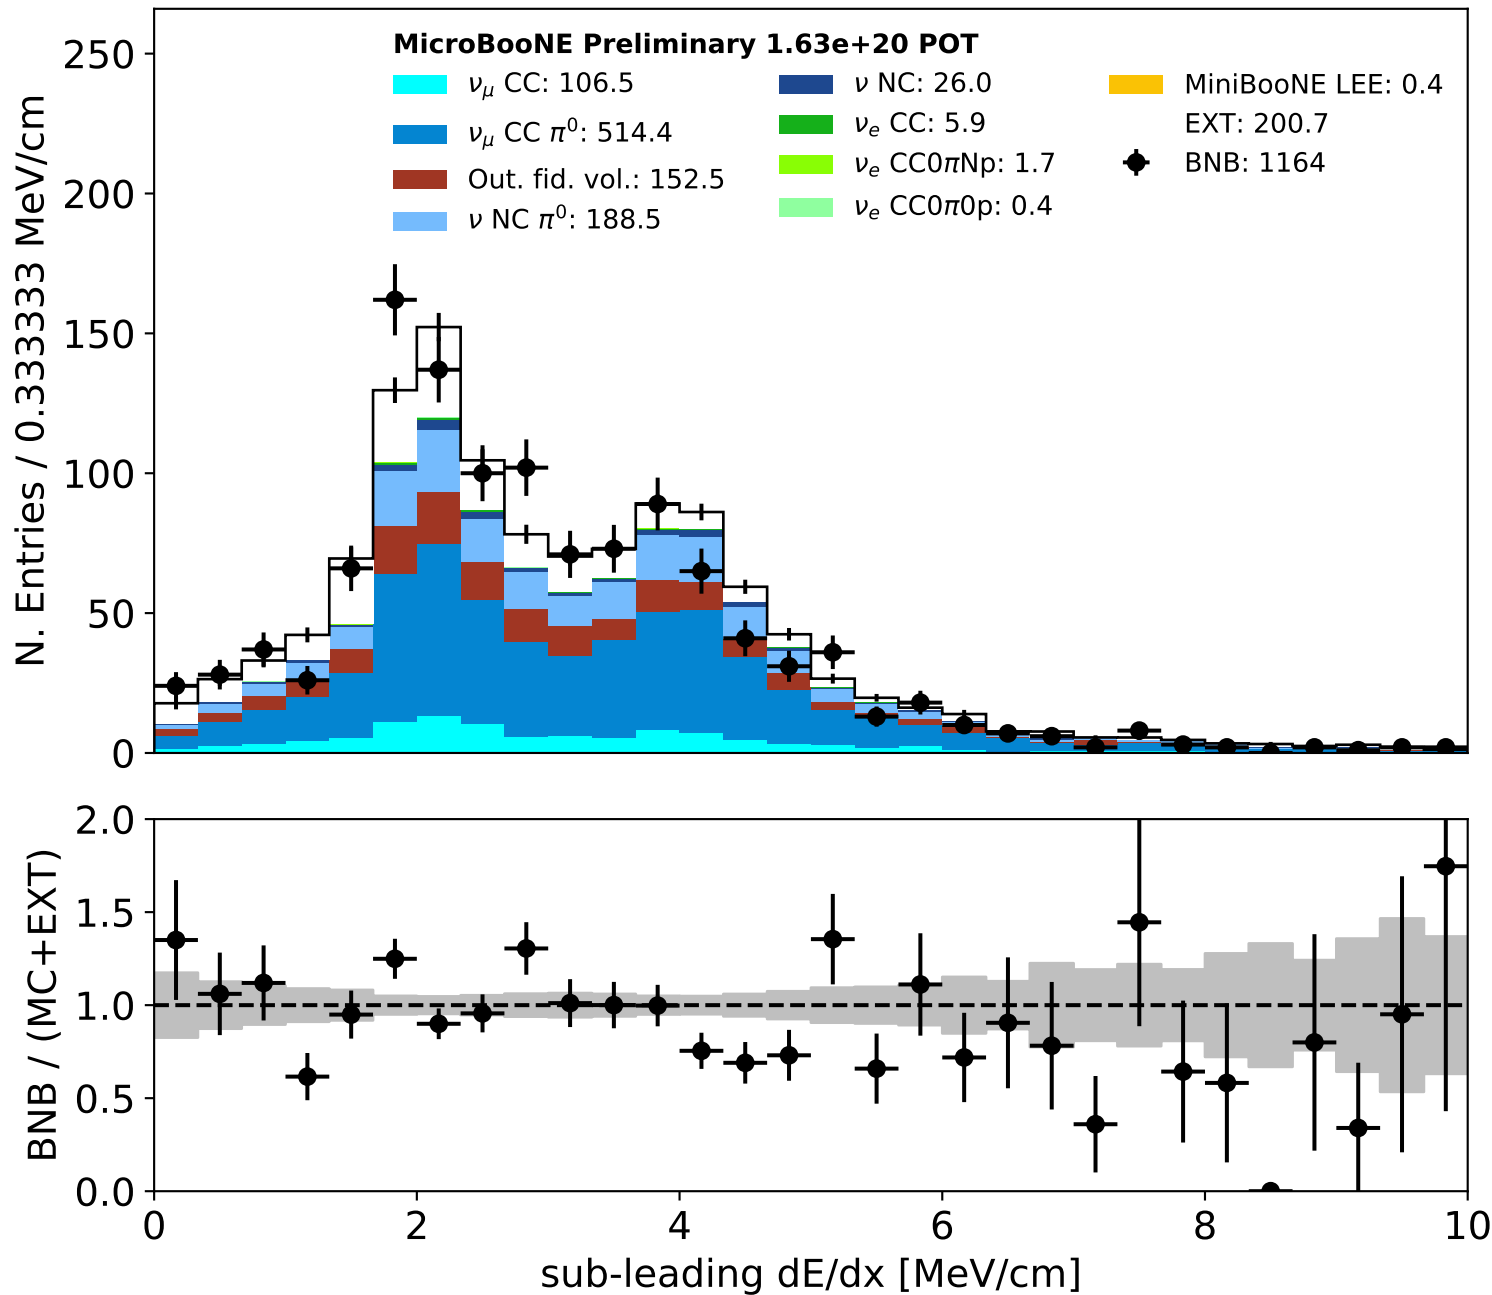 MicroBooNE Preliminary 1.63e+20 POT
ν_μ CC: 106.5
ν_μ CC π⁰: 514.4
Out. fid. vol.: 152.5
ν NC π⁰: 188.5
ν NC: 26.0
ν_e CC: 5.9
ν_e CC0πNp: 1.7
ν_e CC0π0p: 0.4
MiniBooNE LEE: 0.4
EXT: 200.7
BNB: 1164
N. Entries / 0.333333 MeV/cm
250
200
150
100
50
0
BNB / (MC+EXT)
2.0
1.5
1.0
0.5
0.0
0 2 4 6 8 10
sub-leading dE/dx [MeV/cm]